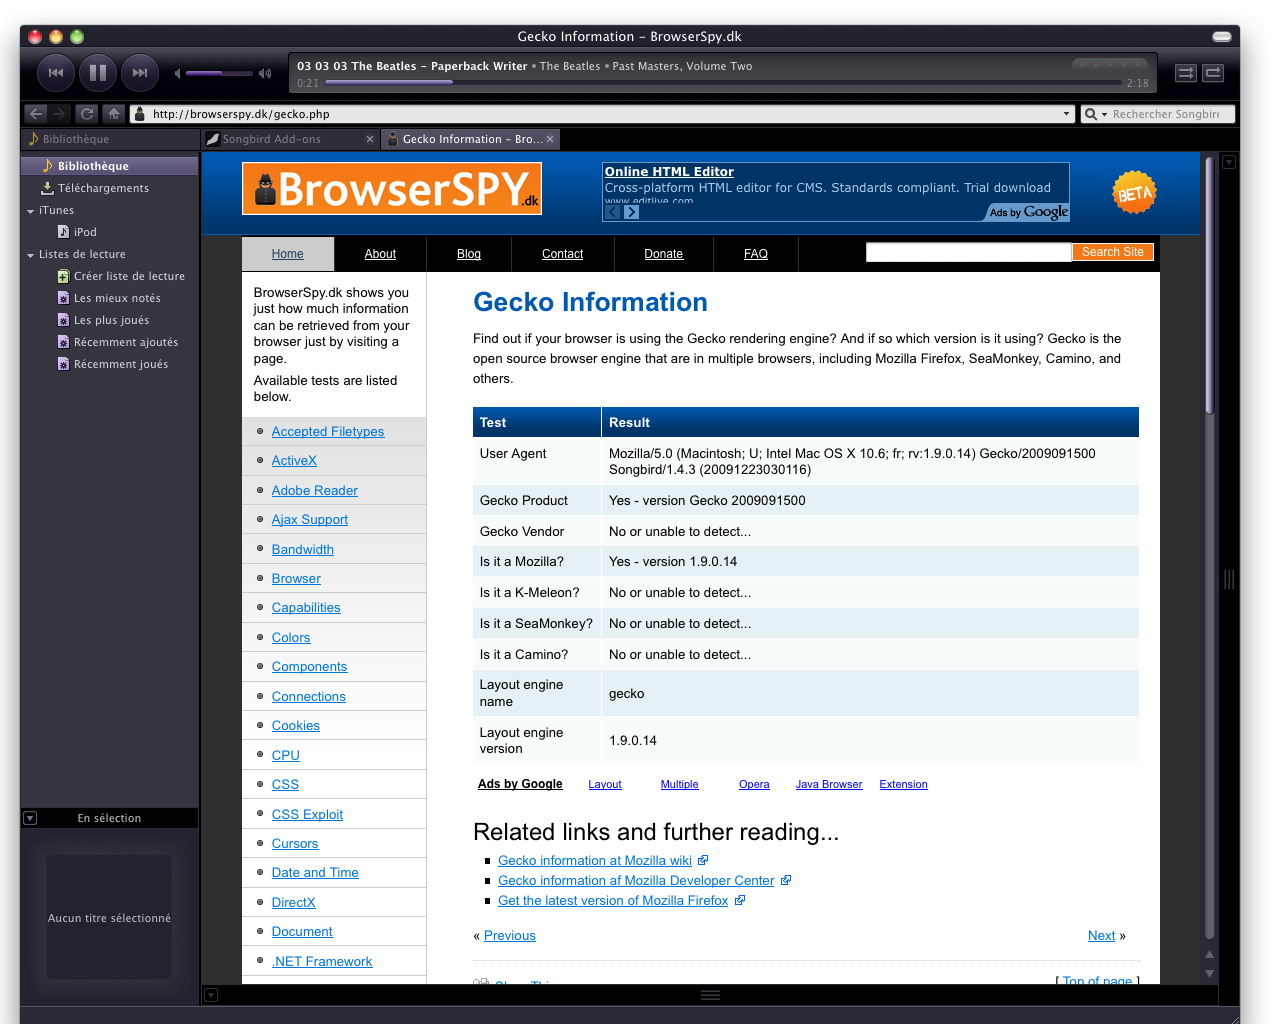 Gecko Information – BrowserSpy.dk
03 03 03 The Beatles – Paperback Writer • The Beatles • Past Masters, Volume Two
0:21
2:18
http://browserspy.dk/gecko.php
Rechercher Songbird
Bibliothèque
Songbird Add-ons
Gecko Information – Bro...
Bibliothèque
Téléchargements
iTunes
iPod
Listes de lecture
Créer liste de lecture
Les mieux notés
Les plus joués
Récemment ajoutés
Récemment joués
En sélection
Aucun titre sélectionné
BrowserSPY.dk
Online HTML Editor
Cross-platform HTML editor for CMS. Standards compliant. Trial download
www.editlive.com
Ads by Google
BETA
Home
About
Blog
Contact
Donate
FAQ
Search Site
BrowserSpy.dk shows you
just how much information
can be retrieved from your
browser just by visiting a
page.
Available tests are listed
below.
Accepted Filetypes
ActiveX
Adobe Reader
Ajax Support
Bandwidth
Browser
Capabilities
Colors
Components
Connections
Cookies
CPU
CSS
CSS Exploit
Cursors
Date and Time
DirectX
Document
.NET Framework
Gecko Information
Find out if your browser is using the Gecko rendering engine? And if so which version is it using? Gecko is the
open source browser engine that are in multiple browsers, including Mozilla Firefox, SeaMonkey, Camino, and
others.
Test Result
User Agent Mozilla/5.0 (Macintosh; U; Intel Mac OS X 10.6; fr; rv:1.9.0.14) Gecko/2009091500
Songbird/1.4.3 (20091223030116)
Gecko Product Yes - version Gecko 2009091500
Gecko Vendor No or unable to detect...
Is it a Mozilla? Yes - version 1.9.0.14
Is it a K-Meleon? No or unable to detect...
Is it a SeaMonkey? No or unable to detect...
Is it a Camino? No or unable to detect...
Layout engine
name gecko
Layout engine
version 1.9.0.14
Ads by Google Layout Multiple Opera Java Browser Extension
Related links and further reading...
Gecko information at Mozilla wiki
Gecko information af Mozilla Developer Center
Get the latest version of Mozilla Firefox
« Previous
Next »
[ Top of page ]